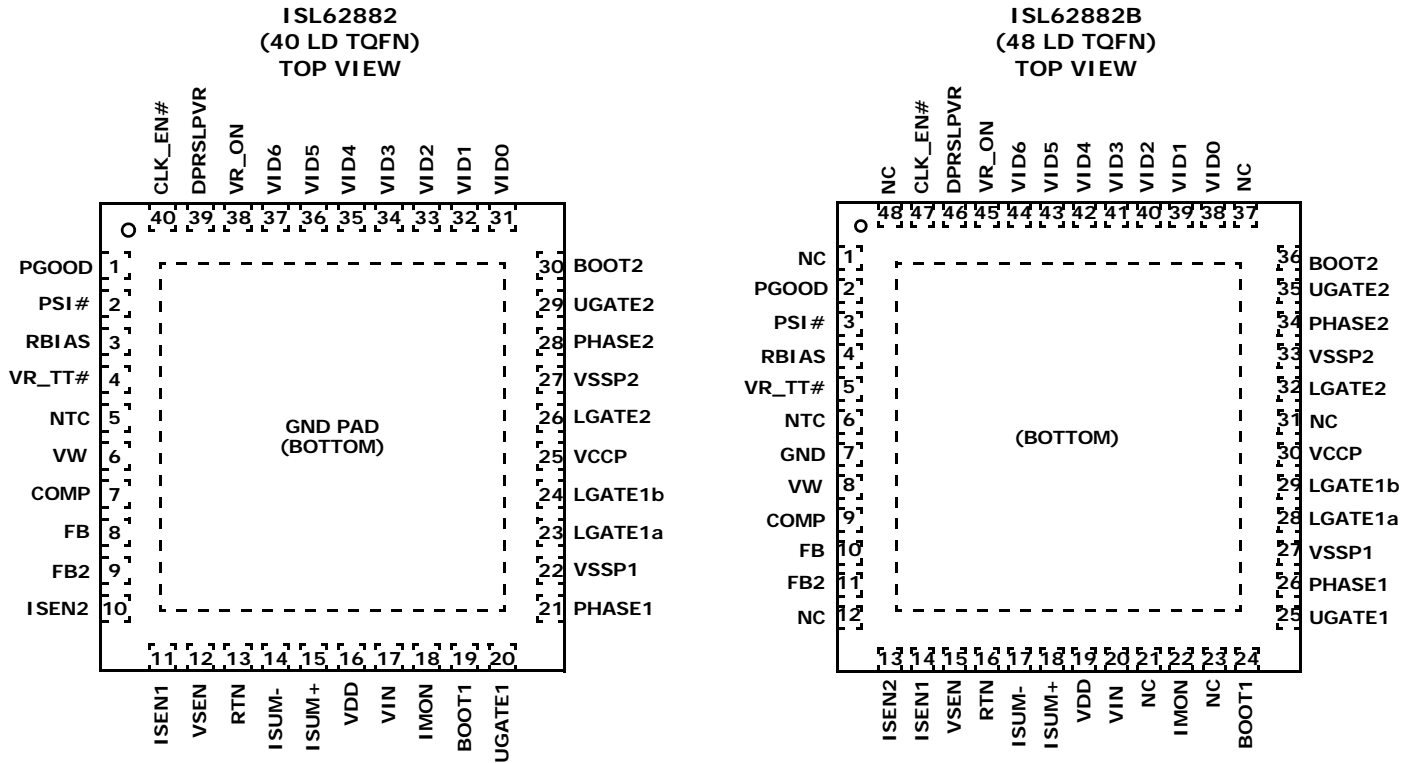 ISL62882
(40 LD TQFN)
TOP VIEW
CLK_EN#
DPRSLPVR
VR_ON
VID6
VID5
VID4
VID3
VID2
VID1
VID0
40 39 38 37 36 35 34 33 32 31
PGOOD 1
PSI# 2
RBIAS 3
VR_TT# 4
NTC 5
VW 6
COMP 7
FB 8
FB2 9
ISEN2 10
GND PAD
(BOTTOM)
30 BOOT2
29 UGATE2
28 PHASE2
27 VSSP2
26 LGATE2
25 VCCP
24 LGATE1b
23 LGATE1a
22 VSSP1
21 PHASE1
11 12 13 14 15 16 17 18 19 20
ISEN1
VSEN
RTN
ISUM-
ISUM+
VDD
VIN
IMON
BOOT1
UGATE1
ISL62882B
(48 LD TQFN)
TOP VIEW
NC
CLK_EN#
DPRSLPVR
VR_ON
VID6
VID5
VID4
VID3
VID2
VID1
VID0
NC
48 47 46 45 44 43 42 41 40 39 38 37
NC 1
PGOOD 2
PSI# 3
RBIAS 4
VR_TT# 5
NTC 6
GND 7
VW 8
COMP 9
FB 10
FB2 11
NC 12
(BOTTOM)
36 BOOT2
35 UGATE2
34 PHASE2
33 VSSP2
32 LGATE2
31 NC
30 VCCP
29 LGATE1b
28 LGATE1a
27 VSSP1
26 PHASE1
25 UGATE1
13 14 15 16 17 18 19 20 21 22 23 24
ISEN2
ISEN1
VSEN
RTN
ISUM-
ISUM+
VDD
VIN
NC
IMON
NC
BOOT1